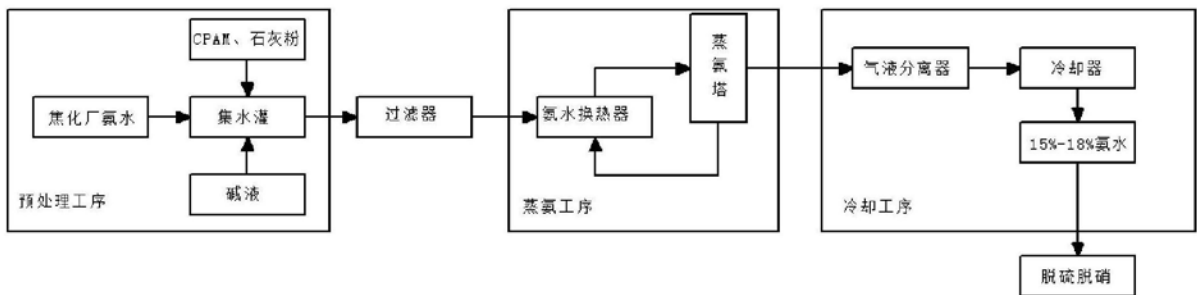 CPAM、石灰粉
焦化厂氨水
集水灌
碱液
预处理工序
过滤器
氨水换热器
蒸氨塔
蒸氨工序
气液分离器
冷却器
15%-18%氨水
冷却工序
脱硫脱硝